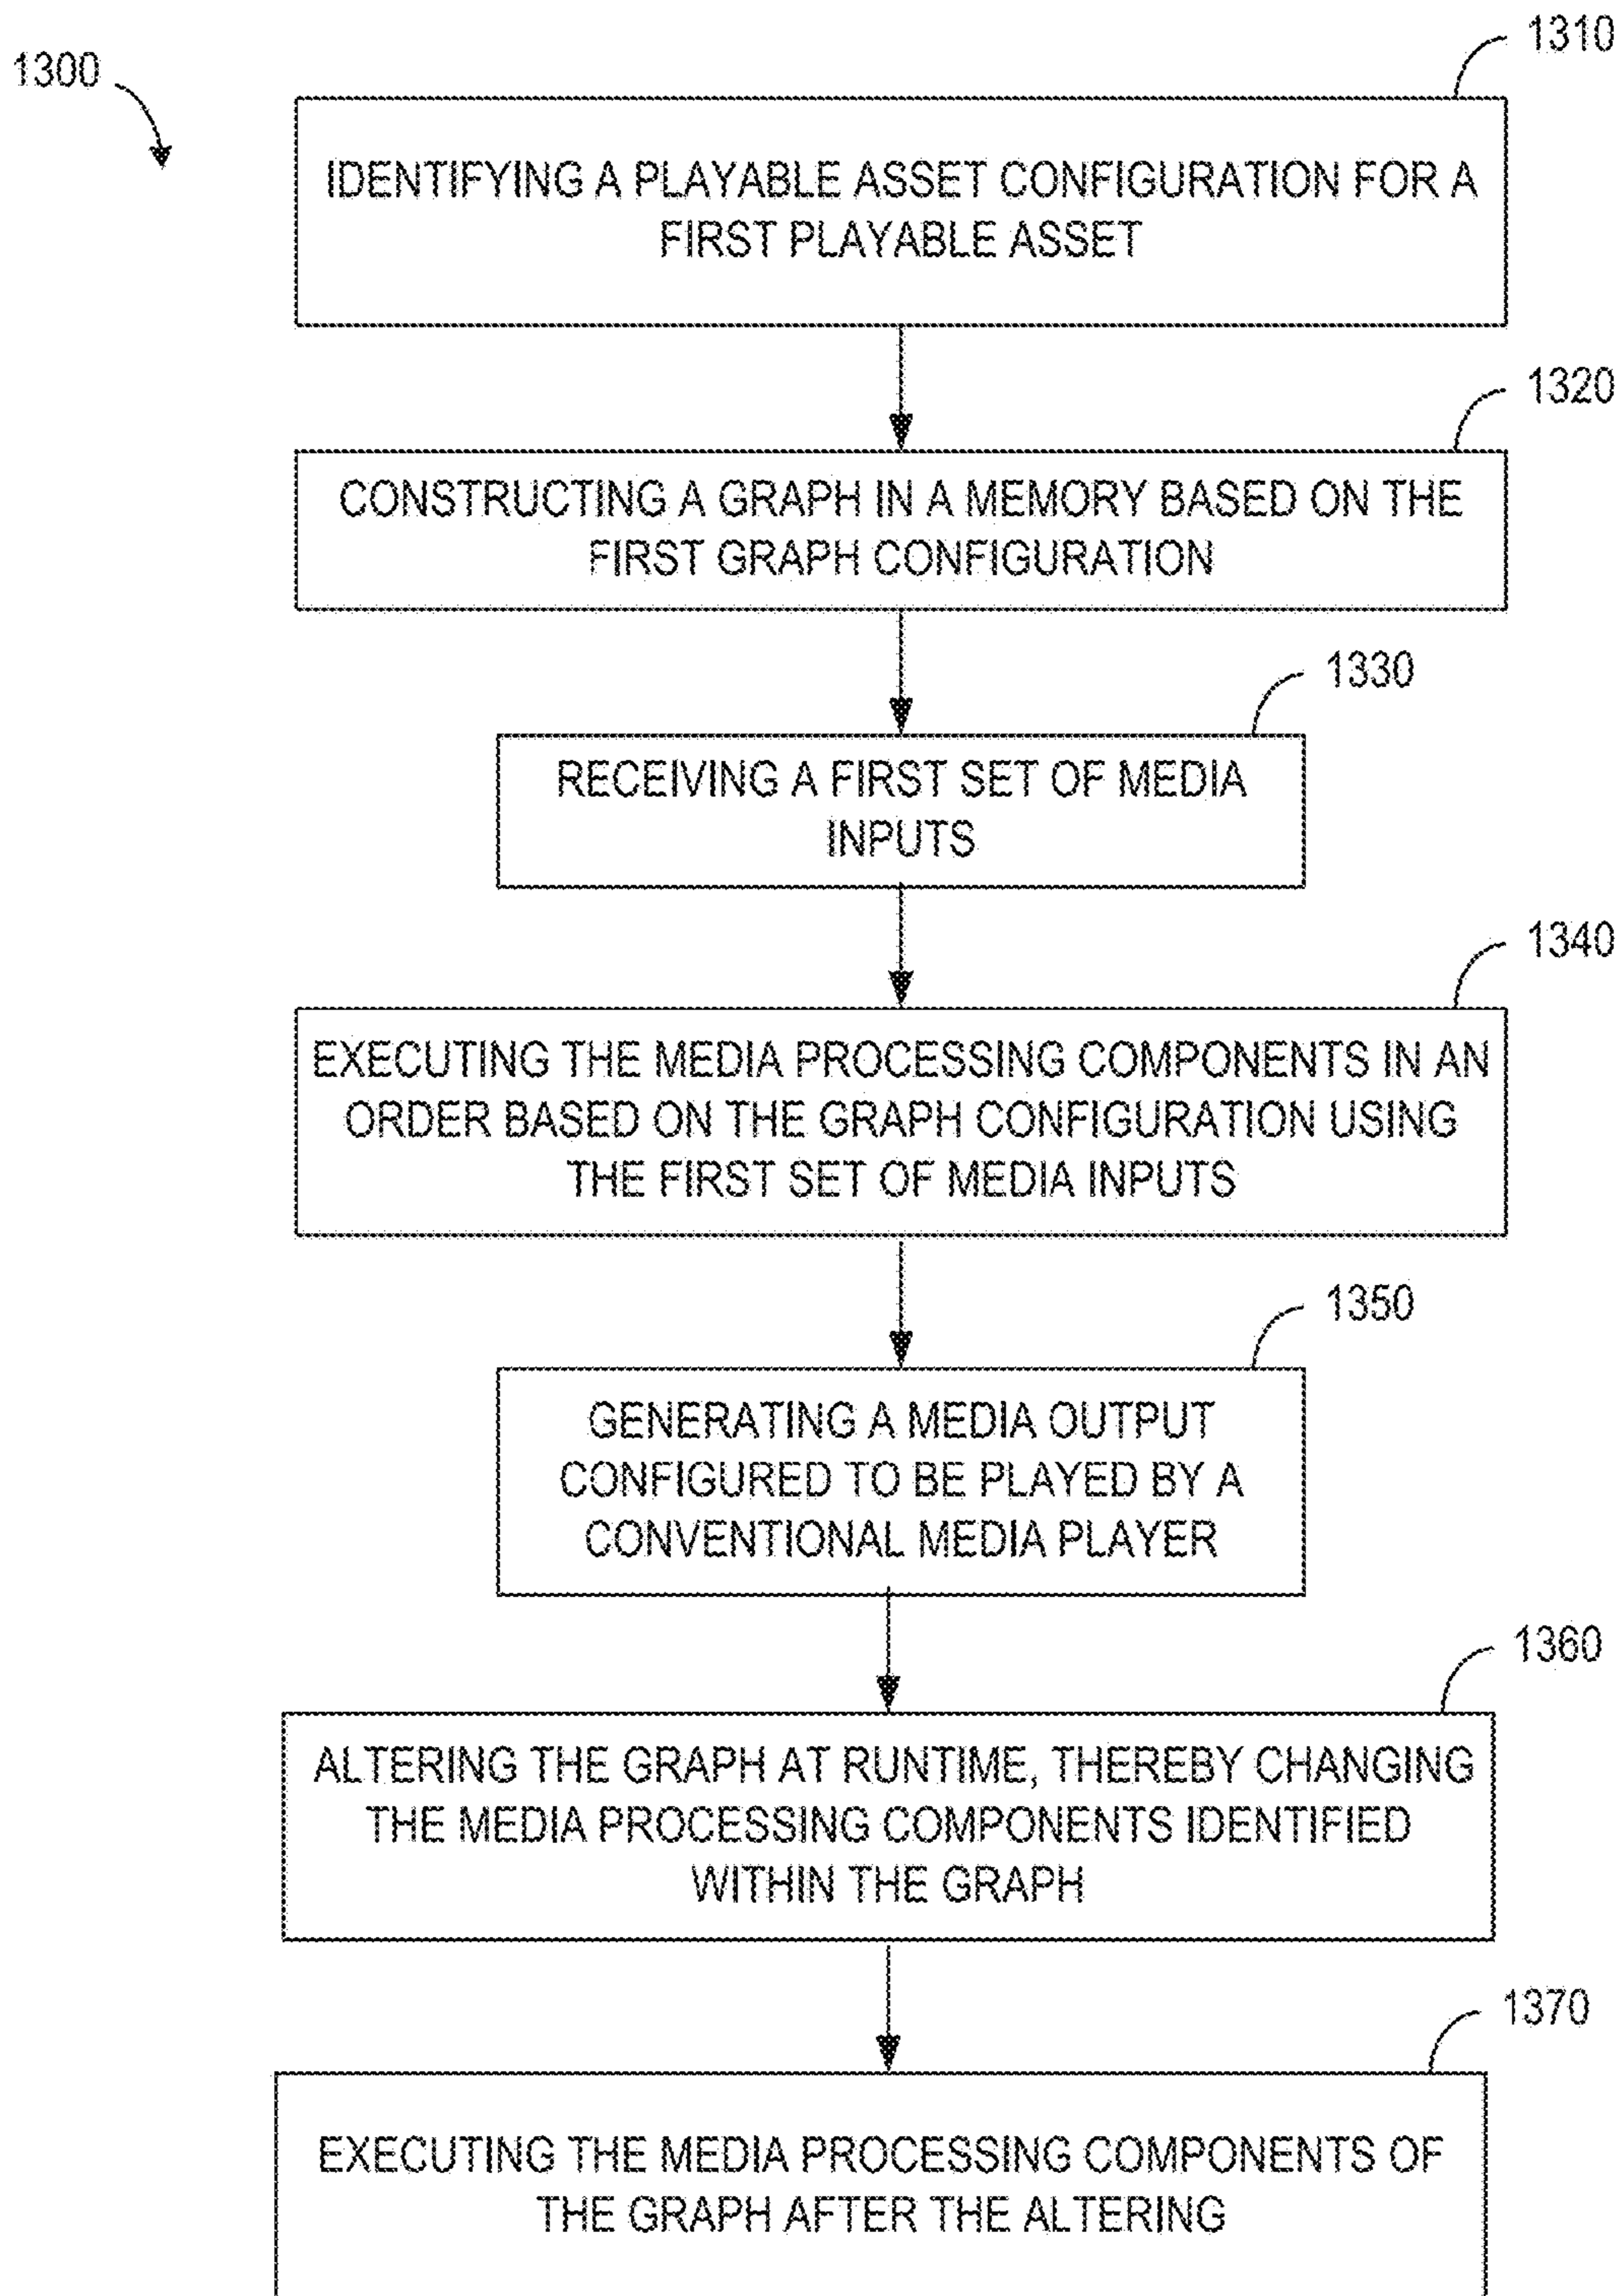 1300
1310
IDENTIFYING A PLAYABLE ASSET CONFIGURATION FOR A
FIRST PLAYABLE ASSET
1320
CONSTRUCTING A GRAPH IN A MEMORY BASED ON THE
FIRST GRAPH CONFIGURATION
1330
RECEIVING A FIRST SET OF MEDIA
INPUTS
1340
EXECUTING THE MEDIA PROCESSING COMPONENTS IN AN
ORDER BASED ON THE GRAPH CONFIGURATION USING
THE FIRST SET OF MEDIA INPUTS
1350
GENERATING A MEDIA OUTPUT
CONFIGURED TO BE PLAYED BY A
CONVENTIONAL MEDIA PLAYER
1360
ALTERING THE GRAPH AT RUNTIME, THEREBY CHANGING
THE MEDIA PROCESSING COMPONENTS IDENTIFIED
WITHIN THE GRAPH
1370
EXECUTING THE MEDIA PROCESSING COMPONENTS OF
THE GRAPH AFTER THE ALTERING